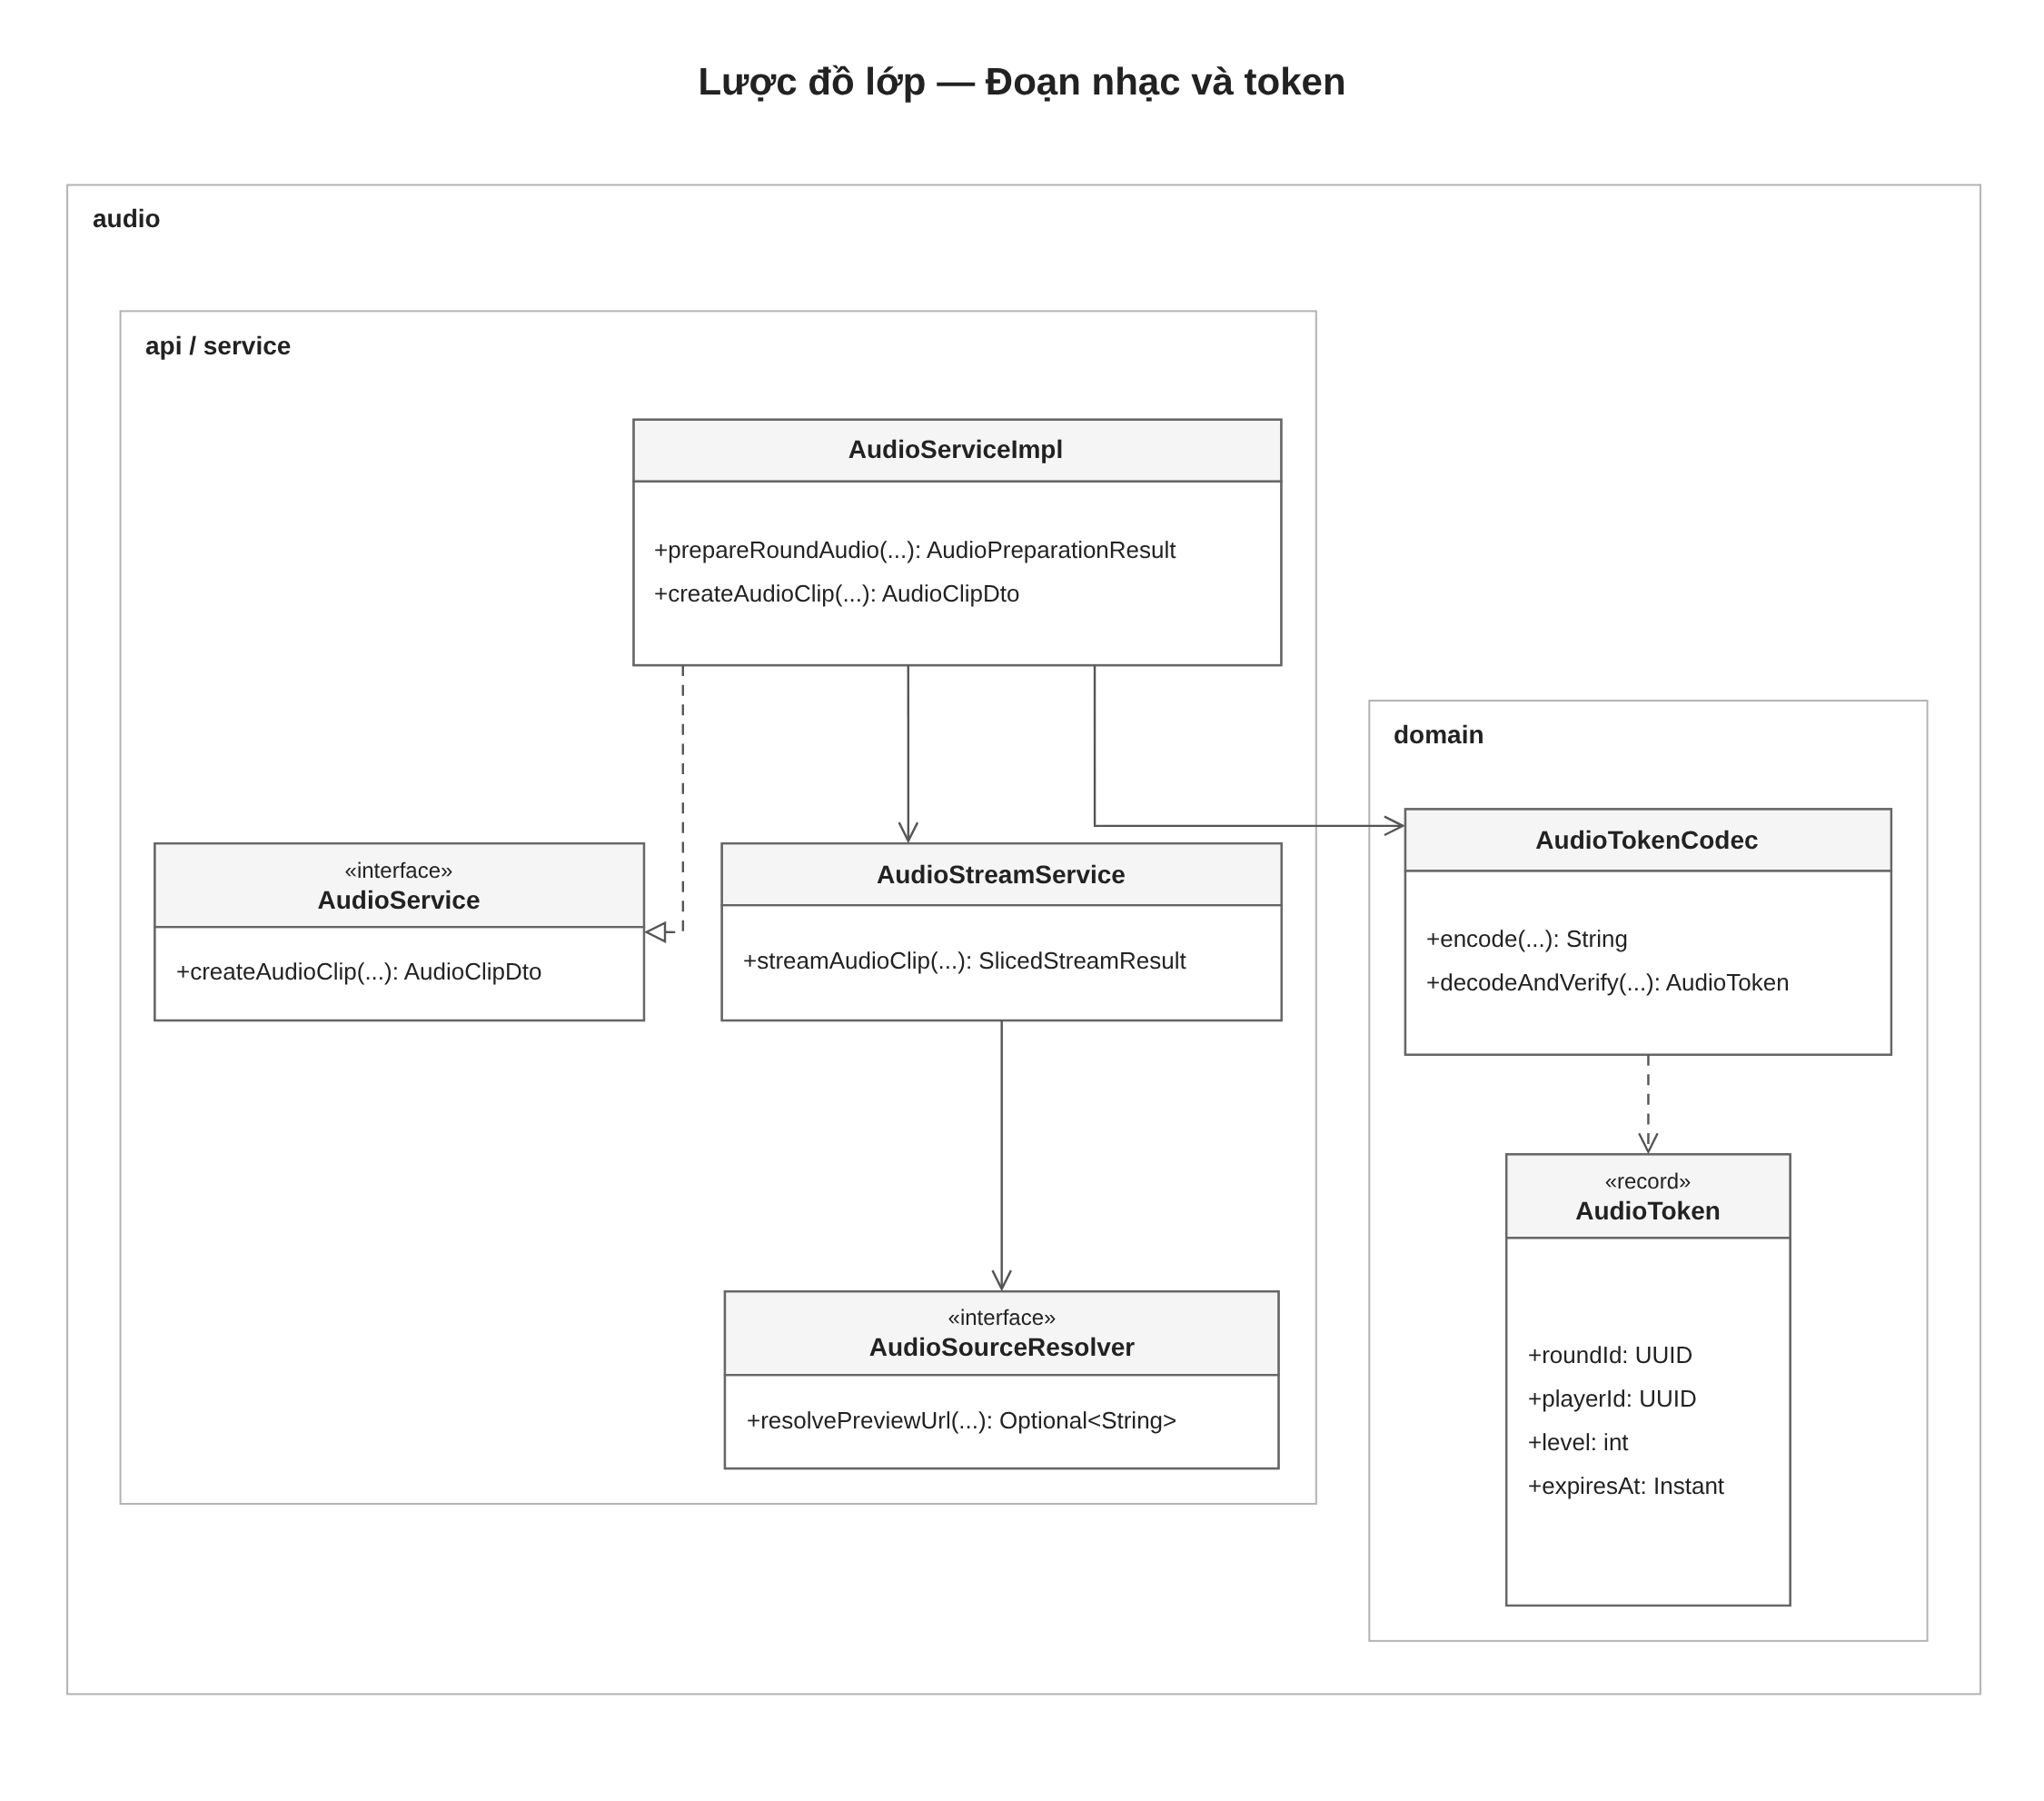 Lược đồ lớp — Đoạn nhạc và token
audio
api / service
AudioServiceImpl
+prepareRoundAudio(...): AudioPreparationResult
+createAudioClip(...): AudioClipDto
«interface»
AudioService
+createAudioClip(...): AudioClipDto
AudioStreamService
+streamAudioClip(...): SlicedStreamResult
«interface»
AudioSourceResolver
+resolvePreviewUrl(...): Optional<String>
domain
AudioTokenCodec
+encode(...): String
+decodeAndVerify(...): AudioToken
«record»
AudioToken
+roundId: UUID
+playerId: UUID
+level: int
+expiresAt: Instant